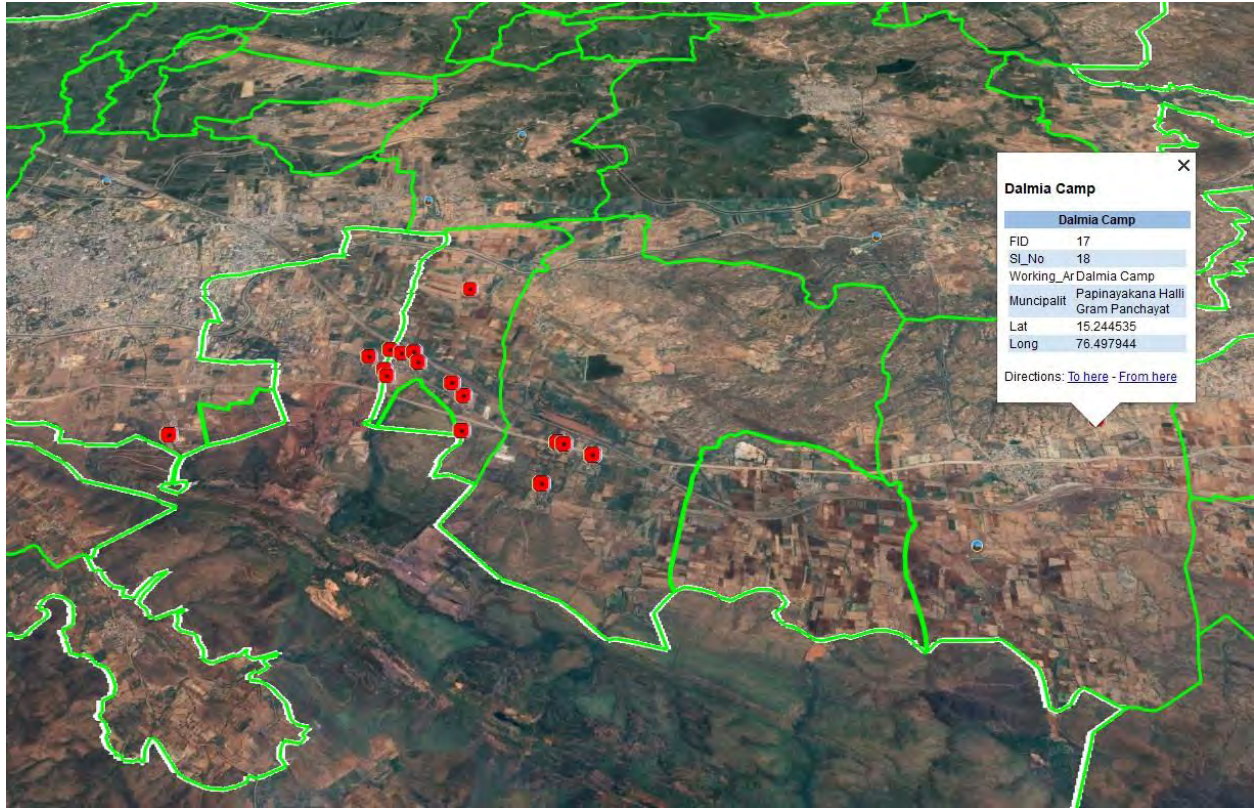 Dalmia Camp
Dalmia Camp
FID 17
Sl_No 18
Working_Ar Dalmia Camp
Muncipalit Papinayakana Halli
Gram Panchayat
Lat 15.244535
Long 76.497944
Directions: To here - From here